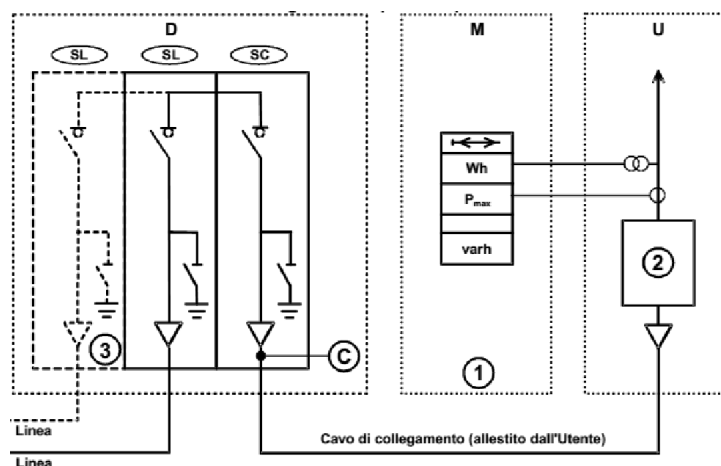 D
M
U
SL
SL
SC
Wh
Pmax
varh
2
3
C
1
Linea
Cavo di collegamento (allestito dall'Utente)
Linea